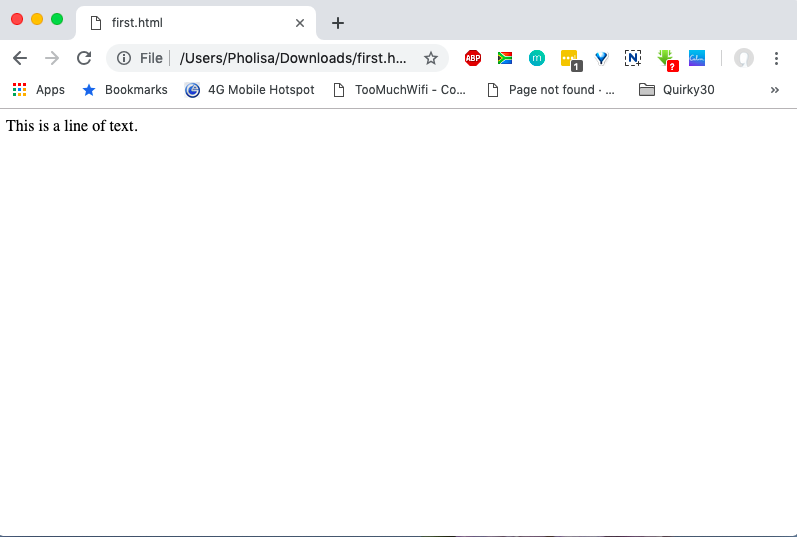 first.html
File /Users/Pholisa/Downloads/first.h...
ABP
m
1
N
?
Apps Bookmarks 4G Mobile Hotspot TooMuchWifi - Co... Page not found · ... Quirky30
This is a line of text.